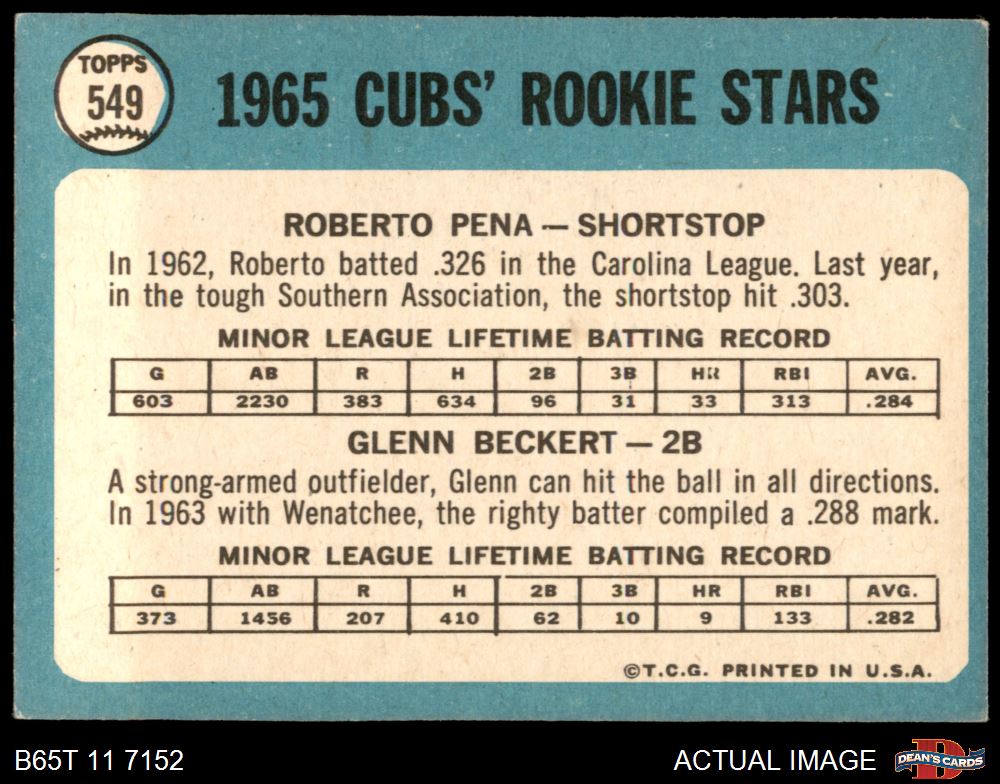 TOPPS
549
1965 CUBS' ROOKIE STARS
ROBERTO PENA — SHORTSTOP
In 1962, Roberto batted .326 in the Carolina League. Last year,
in the tough Southern Association, the shortstop hit .303.
MINOR LEAGUE LIFETIME BATTING RECORD
G AB R H 2B 3B HR RBI AVG.
603 2230 383 634 96 31 33 313 .284
GLENN BECKERT — 2B
A strong-armed outfielder, Glenn can hit the ball in all directions.
In 1963 with Wenatchee, the righty batter compiled a .288 mark.
MINOR LEAGUE LIFETIME BATTING RECORD
G AB R H 2B 3B HR RBI AVG.
373 1456 207 410 62 10 9 133 .282
©T.C.G. PRINTED IN U.S.A.
B65T 11 7152 ACTUAL IMAGE DEAN'S CARDS